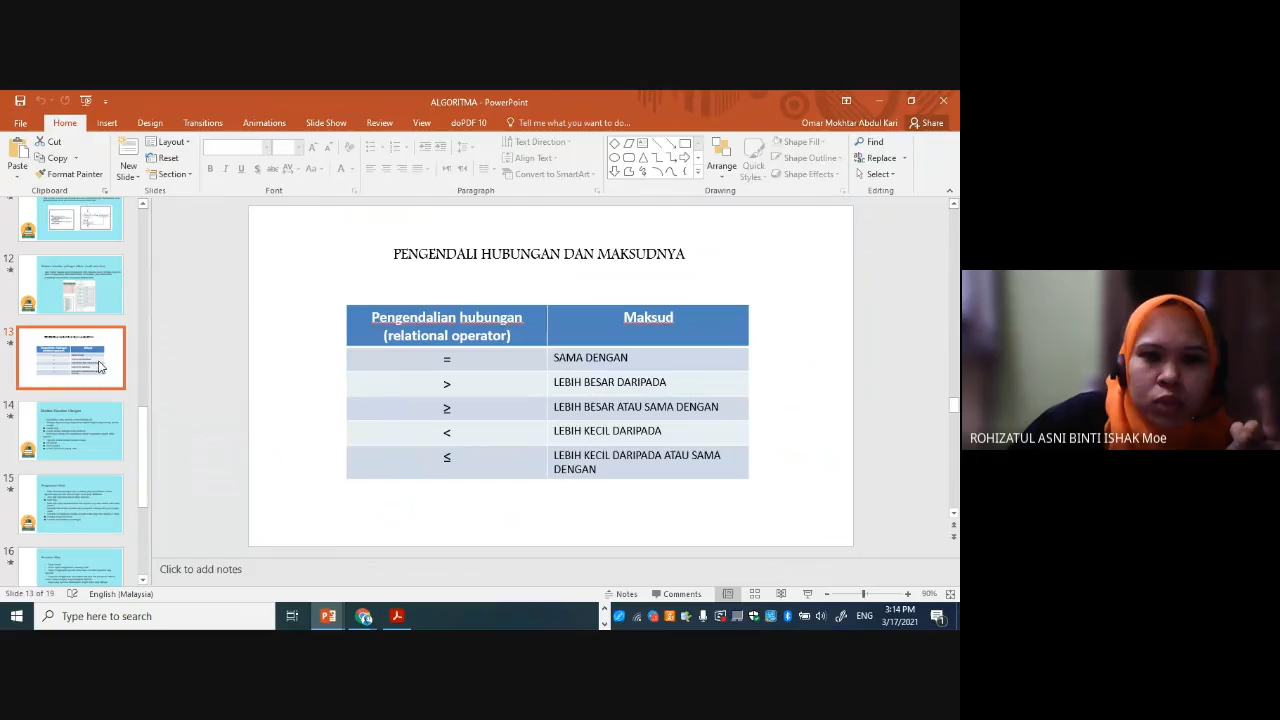 ALGORITMA - PowerPoint
File Home Insert Design Transitions Animations Slide Show Review View doPDF 10 Tell me what you want to do... Omar Mokhtar Abdul Kari Share
Paste
Cut
Copy
Format Painter
Clipboard
New
Slide
Layout
Reset
Section
Slides
B I U S abc AV Aa A
Font
Text Direction
Align Text
Convert to SmartArt
Paragraph
Arrange
Quick
Styles
Shape Fill
Shape Outline
Shape Effects
Drawing
Find
Replace
Select
Editing
12
13
14
15
16
PENGENDALI HUBUNGAN DAN MAKSUDNYA
Pengendalian hubungan
(relational operator)
Maksud
= SAMA DENGAN
> LEBIH BESAR DARIPADA
≥ LEBIH BESAR ATAU SAMA DENGAN
< LEBIH KECIL DARIPADA
≤ LEBIH KECIL DARIPADA ATAU SAMA
DENGAN
Click to add notes
Slide 13 of 19 English (Malaysia) Notes Comments 90%
Type here to search
ENG
3:14 PM
3/17/2021
ROHIZATUL ASNI BINTI ISHAK Moe